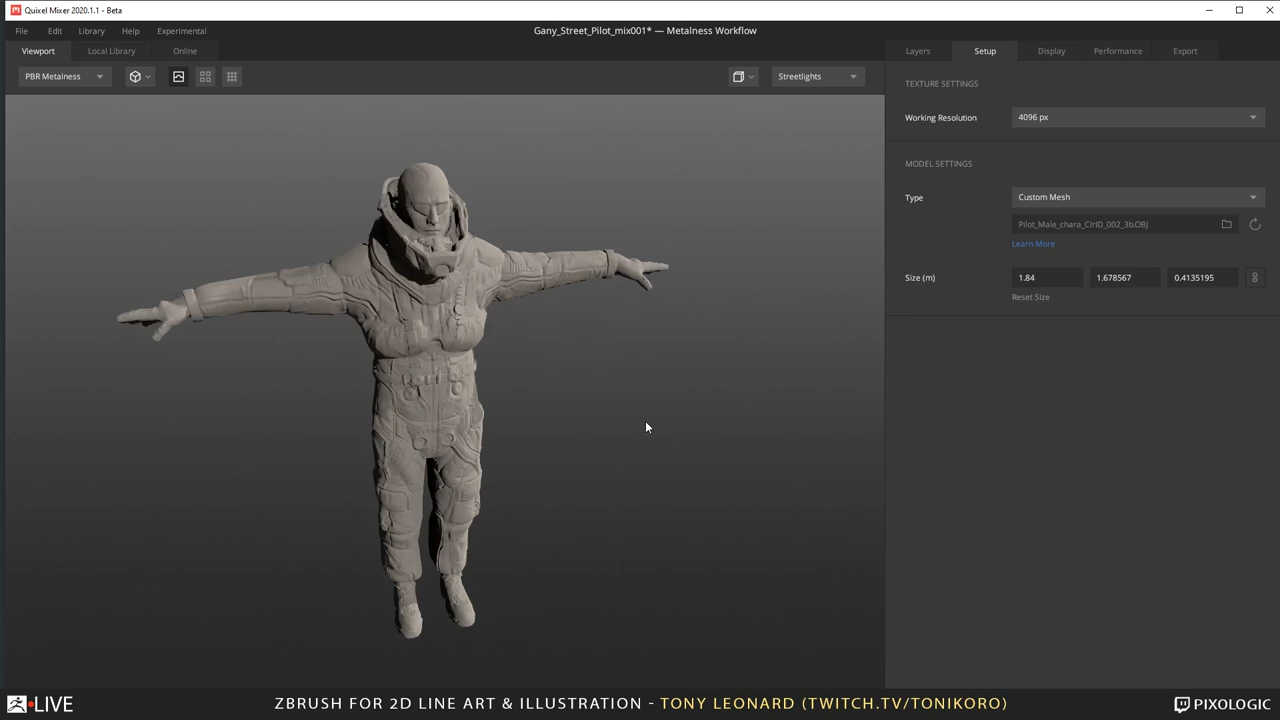 Quixel Mixer 2020.1.1 - Beta
File Edit Library Help Experimental
Gany_Street_Pilot_mix001* — Metalness Workflow
Viewport Local Library Online
Layers Setup Display Performance Export
PBR Metalness
Streetlights
TEXTURE SETTINGS
Working Resolution 4096 px
MODEL SETTINGS
Type Custom Mesh
Pilot_Male_chara_ClrID_002_3b.OBJ
Learn More
Size (m) 1.84 1.678567 0.4135195
Reset Size
LIVE
ZBRUSH FOR 2D LINE ART & ILLUSTRATION - TONY LEONARD (TWITCH.TV/TONIKORO)
PIXOLOGIC